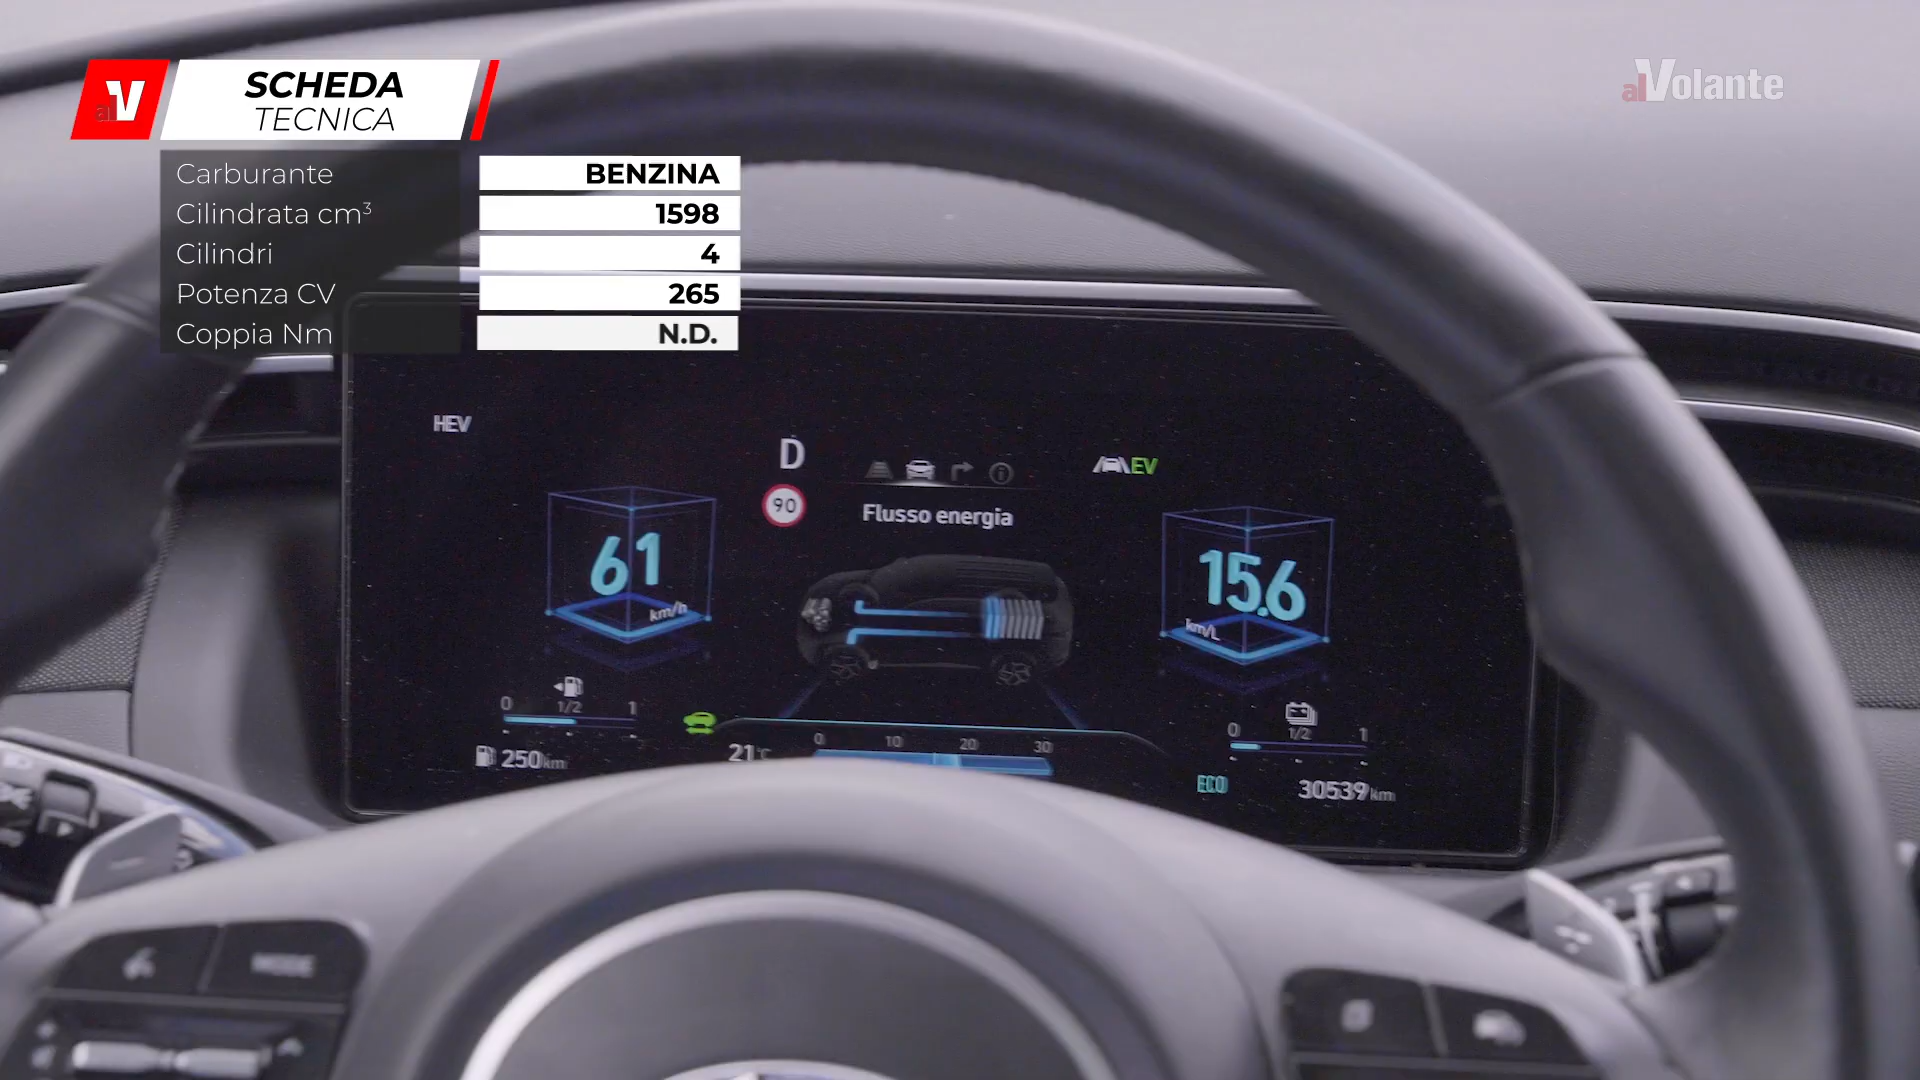 alV
SCHEDA
TECNICA
alVolante
Carburante BENZINA
Cilindrata cm³ 1598
Cilindri 4
Potenza CV 265
Coppia Nm N.D.
HEV
D
EV
90
Flusso energia
61
km/h
15.6
km/L
0 1/2 1
250km
21°C
0 10 20 30
0 1/2 1
ECO
30539km
MODE